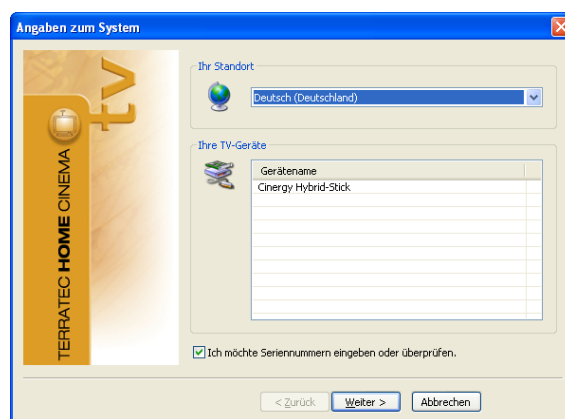 Angaben zum System
tv
TERRATEC HOME CINEMA
Ihr Standort
Deutsch (Deutschland)
Ihre TV-Geräte
Gerätename
Cinergy Hybrid-Stick
Ich möchte Seriennummern eingeben oder überprüfen.
< Zurück
Weiter >
Abbrechen